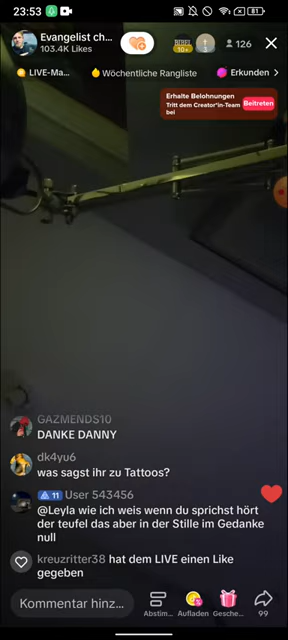 23:53
81
Evangelist ch...
103.4K Likes
10+
126
LIVE-Ma...
Wöchentliche Rangliste
Erkunden
Erhalte Belohnungen
Tritt dem Creator*in-Team
bei
Beitreten
GAZMENDS10
DANKE DANNY
dk4yu6
was sagst ihr zu Tattoos?
11 User 543456
@Leyla wie ich weis wenn du sprichst hört
der teufel das aber in der Stille im Gedanke
null
kreuzritter38 hat dem LIVE einen Like
gegeben
Kommentar hinz...
Abstim...
Aufladen
Gesche...
99